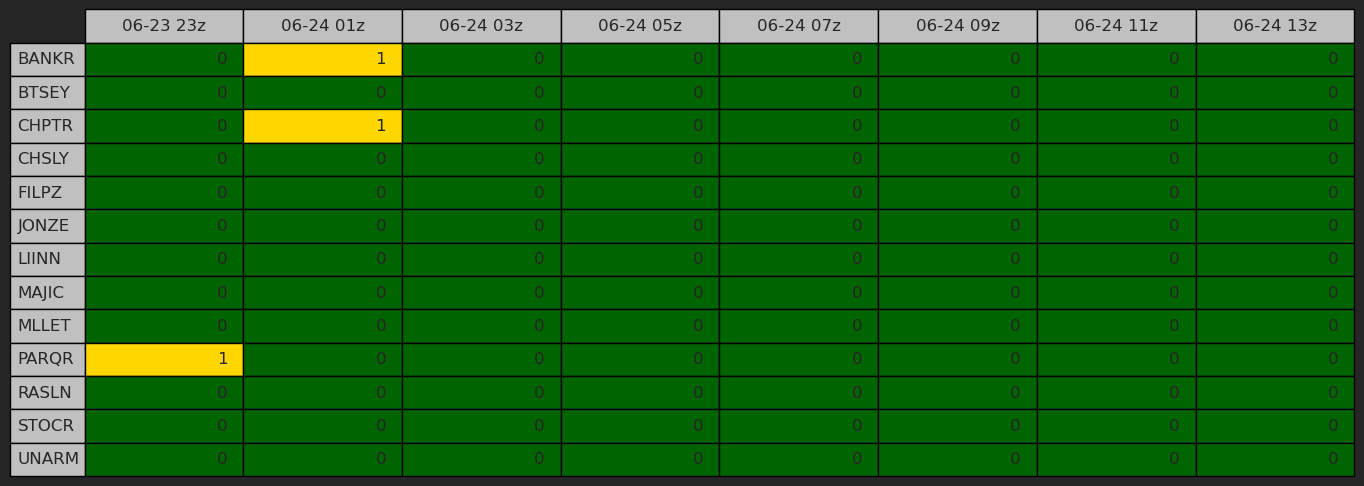 06-23 23z 06-24 01z 06-24 03z 06-24 05z 06-24 07z 06-24 09z 06-24 11z 06-24 13z
BANKR 0 1 0 0 0 0 0 0
BTSEY 0 0 0 0 0 0 0 0
CHPTR 0 1 0 0 0 0 0 0
CHSLY 0 0 0 0 0 0 0 0
FILPZ 0 0 0 0 0 0 0 0
JONZE 0 0 0 0 0 0 0 0
LIINN 0 0 0 0 0 0 0 0
MAJIC 0 0 0 0 0 0 0 0
MLLET 0 0 0 0 0 0 0 0
PARQR 1 0 0 0 0 0 0 0
RASLN 0 0 0 0 0 0 0 0
STOCR 0 0 0 0 0 0 0 0
UNARM 0 0 0 0 0 0 0 0